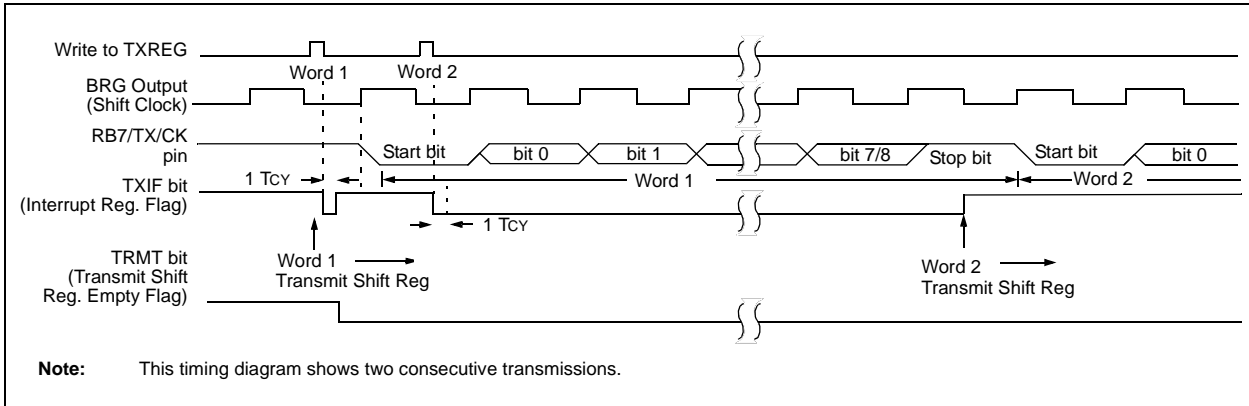 Write to TXREG
Word 1
Word 2
BRG Output
(Shift Clock)
RB7/TX/CK
pin
Start bit
bit 0
bit 1
bit 7/8
Stop bit
Start bit
bit 0
1 TCY
Word 1
Word 2
TXIF bit
(Interrupt Reg. Flag)
1 TCY
TRMT bit
(Transmit Shift
Reg. Empty Flag)
Word 1
Transmit Shift Reg
Word 2
Transmit Shift Reg
Note: This timing diagram shows two consecutive transmissions.